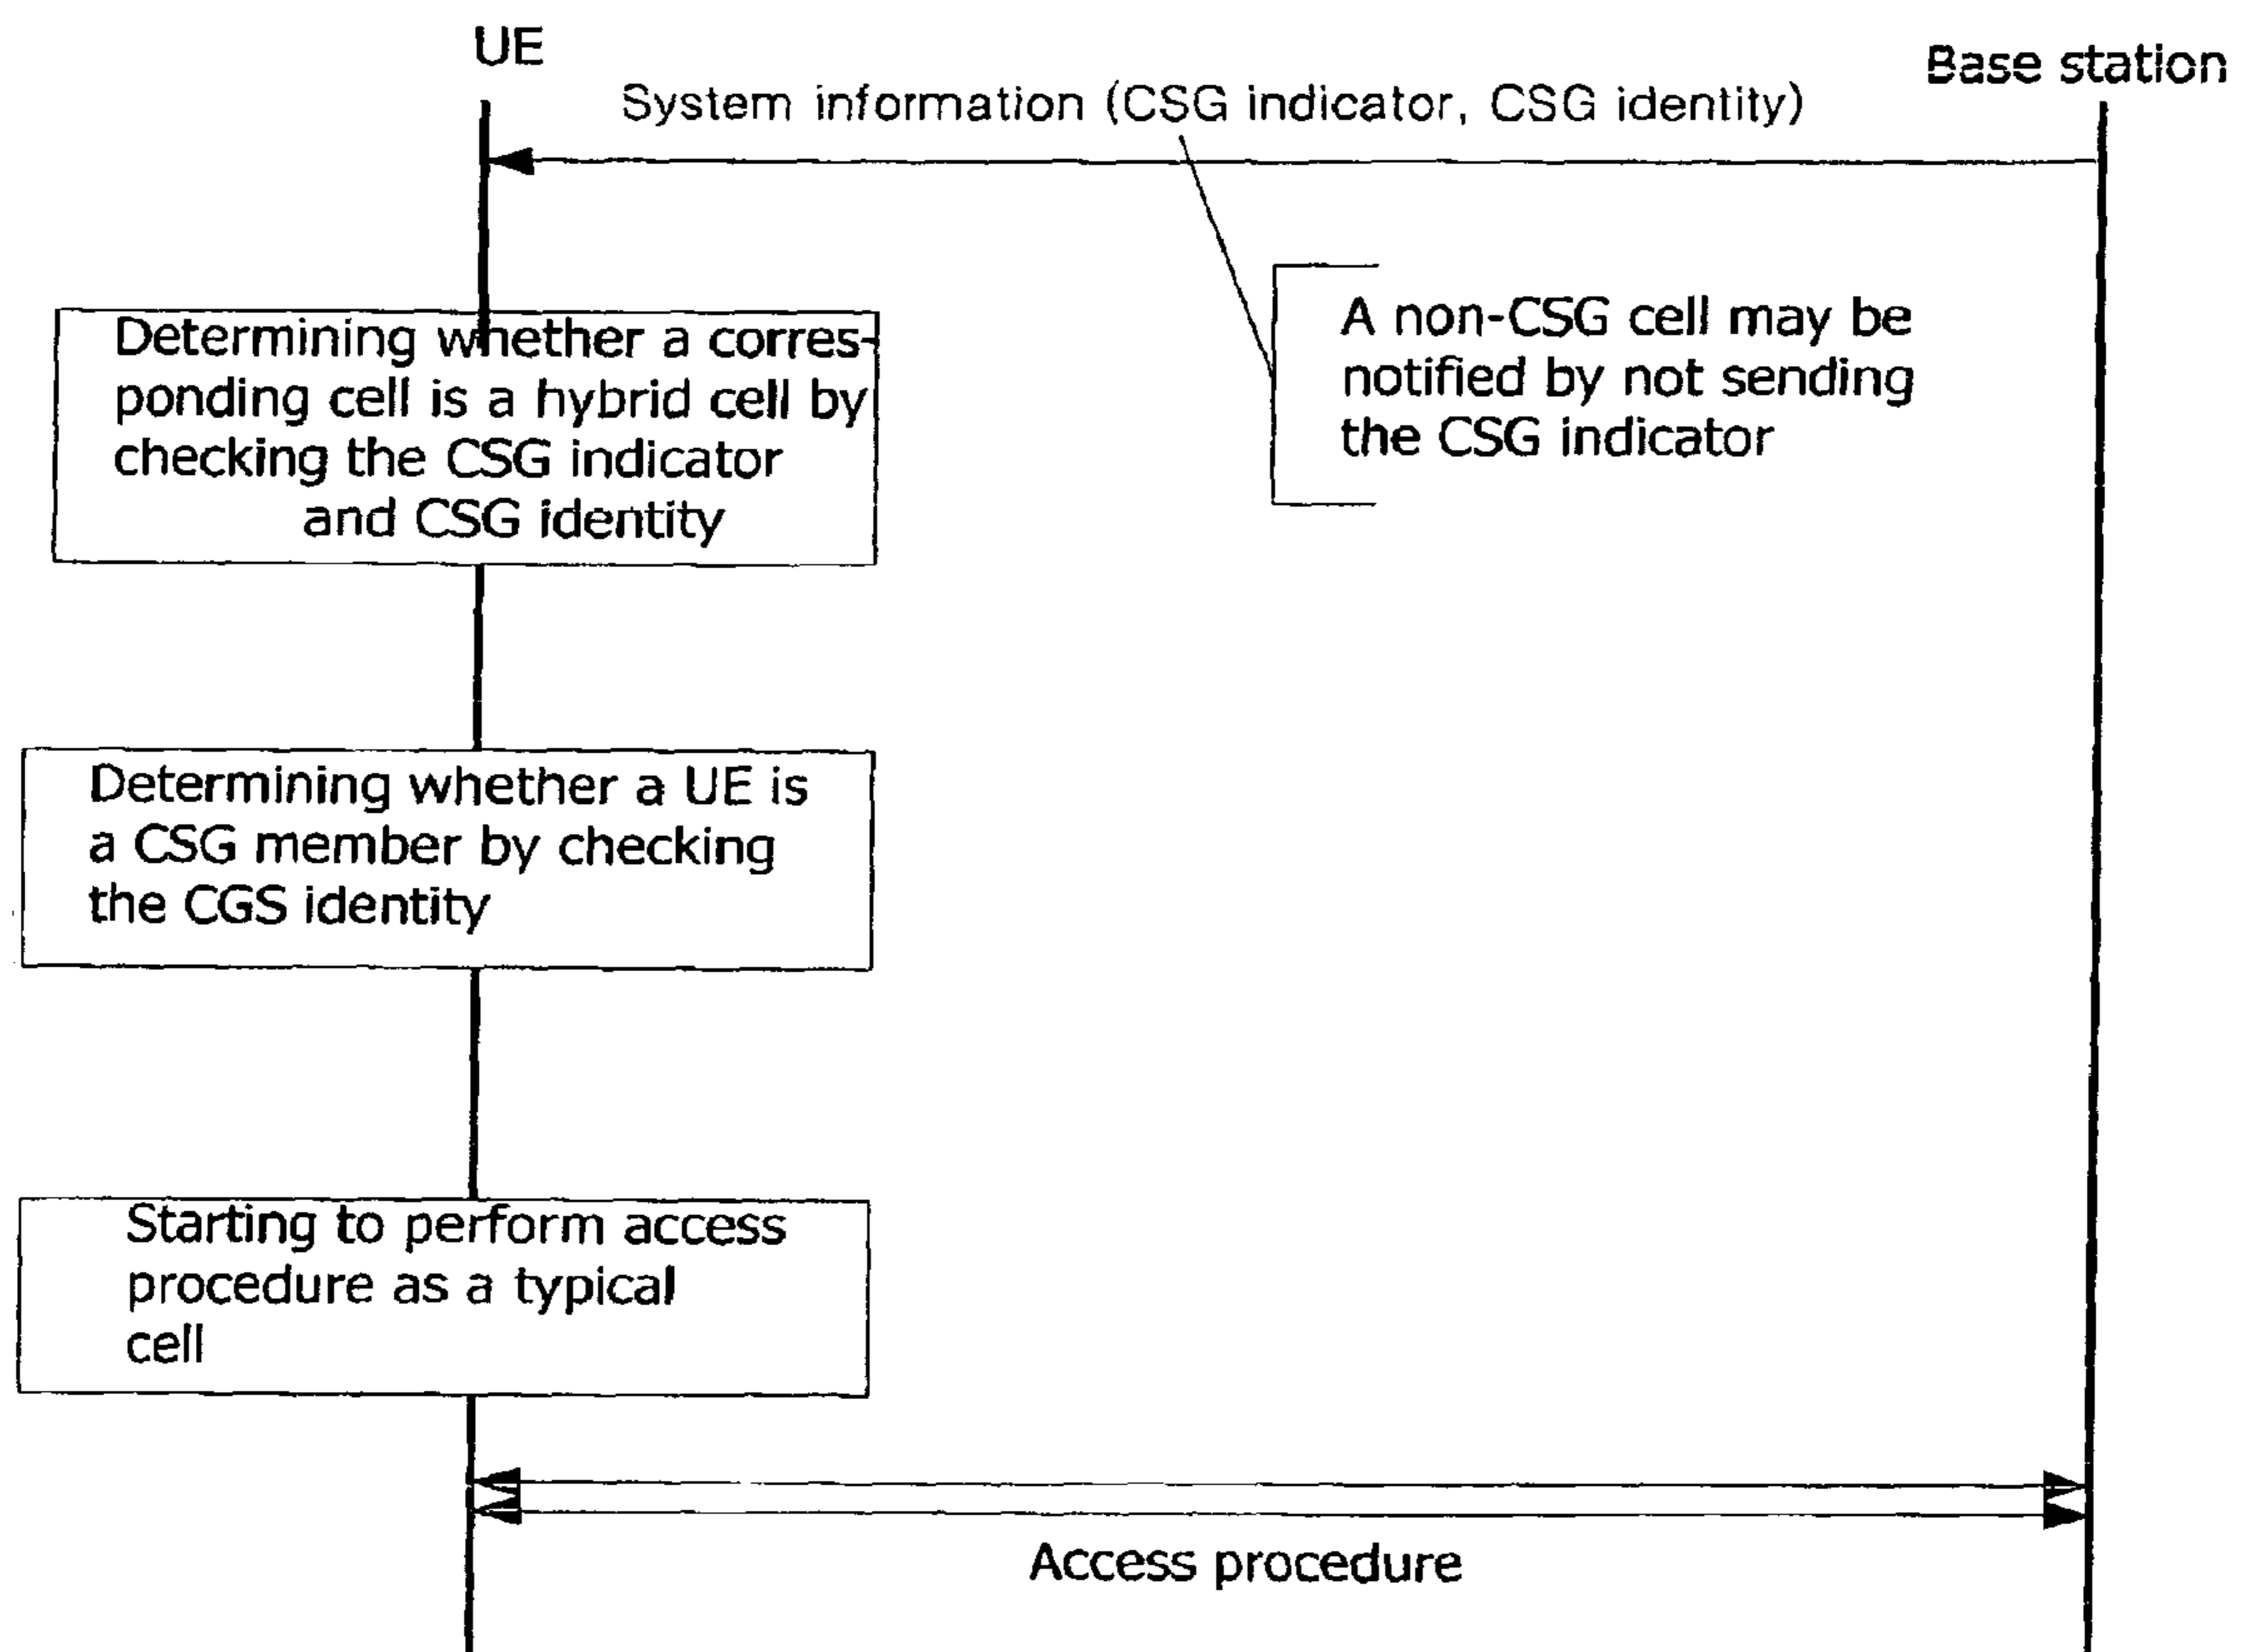 UE
Base station
System information (CSG indicator, CSG identity)
A non-CSG cell may be
notified by not sending
the CSG indicator
Determining whether a corres-
ponding cell is a hybrid cell by
checking the CSG indicator
and CSG identity
Determining whether a UE is
a CSG member by checking
the CGS identity
Starting to perform access
procedure as a typical
cell
Access procedure